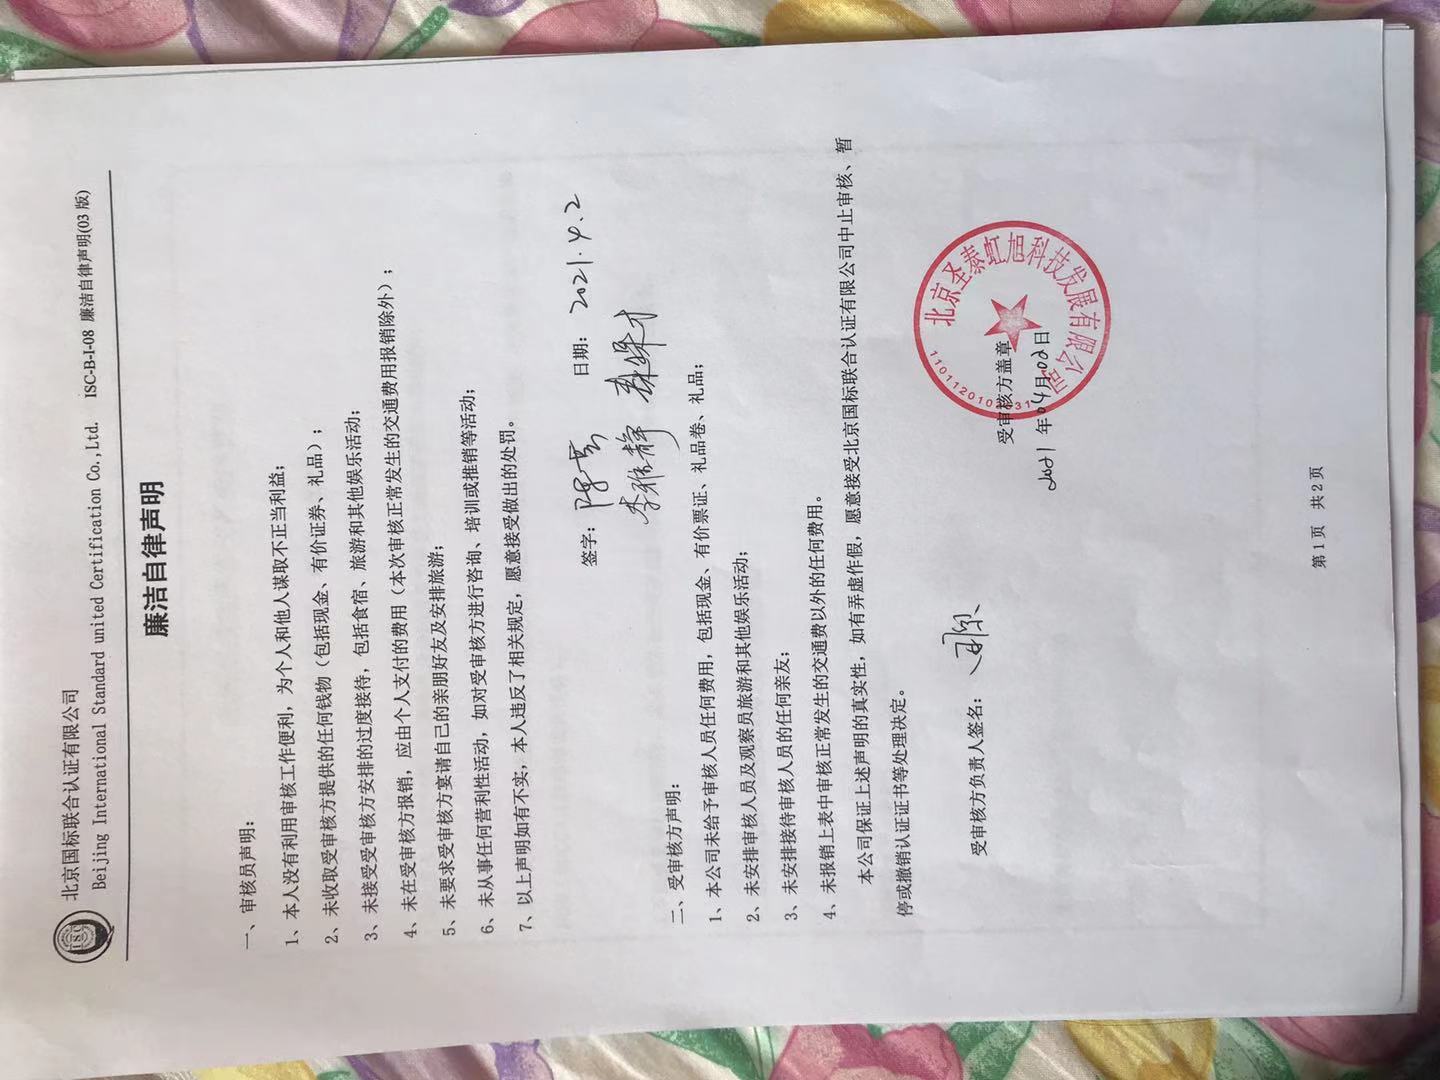 北京国标联合认证有限公司
Beijing International Standard united Certification Co.,Ltd. ISC-B-I-08 廉洁自律声明(03 版)
ISC
廉洁自律声明
一、审核员声明：
1、本人没有利用审核工作便利，为个人和他人谋取不正当利益；
2、未收取受审核方提供的任何钱物（包括现金、有价证券、礼品）；
3、未接受受审核方安排的过度接待，包括食宿、旅游和其他娱乐活动；
4、未在受审核方报销，应由个人支付的费用（本次审核正常发生的交通费用报销除外）；
5、未要求受审核方宴请自己的亲朋好友及安排旅游；
6、未从事任何营利性活动，如对受审核方进行咨询、培训或推销等活动；
7、以上声明如有不实，本人违反了相关规定，愿意接受做出的处罚。
签字： 日期：2021.4.2
李雅静
二、受审核方声明：
1、本公司未给予审核人员任何费用，包括现金、有价票证、礼品卷、礼品；
2、未安排审核人员及观察员旅游和其他娱乐活动；
3、未安排接待审核人员的任何亲友；
4、未报销上表中审核正常发生的交通费以外的任何费用。
本公司保证上述声明的真实性，如有弄虚作假，愿意接受北京国标联合认证有限公司中止审核、暂
停或撤销认证证书等处理决定。
受审核方负责人签名： 受审核方盖章
2021 年 04月 02日
北京圣泰虹旭科技发展有限公司
第 1 页 共 2 页